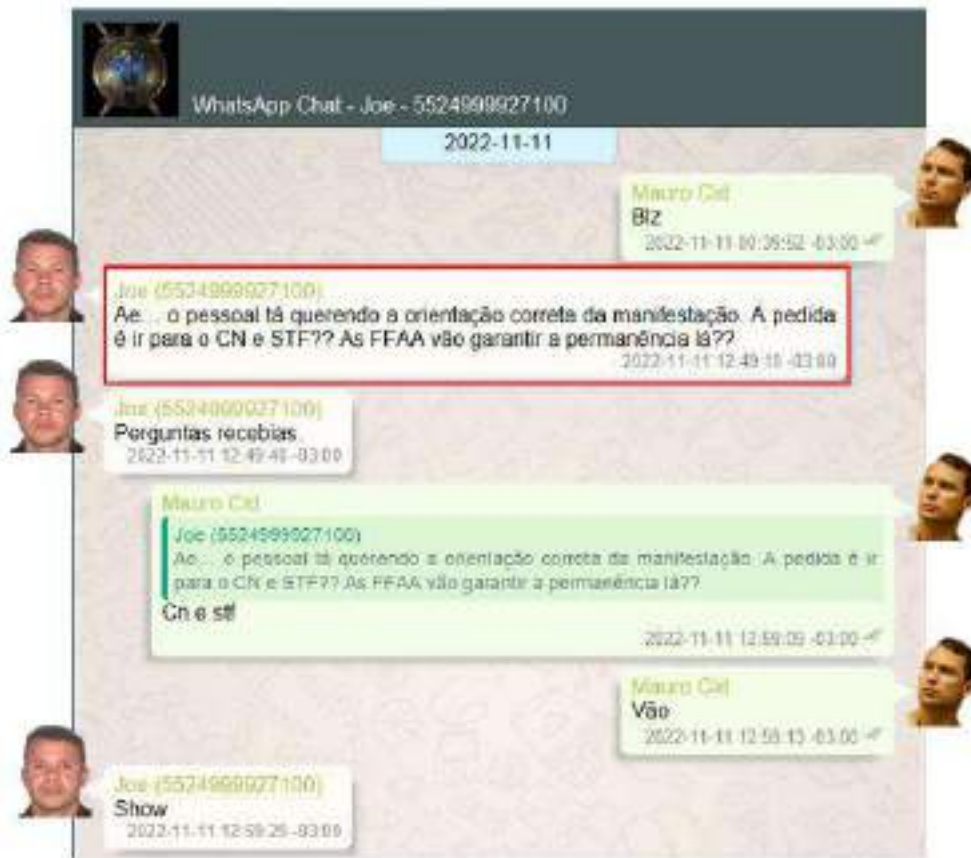 WhatsApp Chat - Joe - 5524999927100
2022-11-11
Mauro Cid
Blz
2022-11-11 -03:00
Joe (5524999927100)
Ae... o pessoal tá querendo a orientação correta da manifestação. A pedida
é ir para o CN e STF?? As FFAA vão garantir a permanência lá??
2022-11-11 12:49:10 -03:00
Joe (5524999927100)
Perguntas recebias.
2022-11-11 12:49:40 -03:00
Mauro Cid
Joe (5524999927100)
Ae... o pessoal tá querendo a orientação correta da manifestação. A pedida é ir
para o CN e STF?? As FFAA vão garantir a permanência lá??
Cn e stf
2022-11-11 12:59:09 -03:00
Mauro Cid
Vão
2022-11-11 12:59:13 -03:00
Joe (5524999927100)
Show
2022-11-11 12:59:25 -03:00